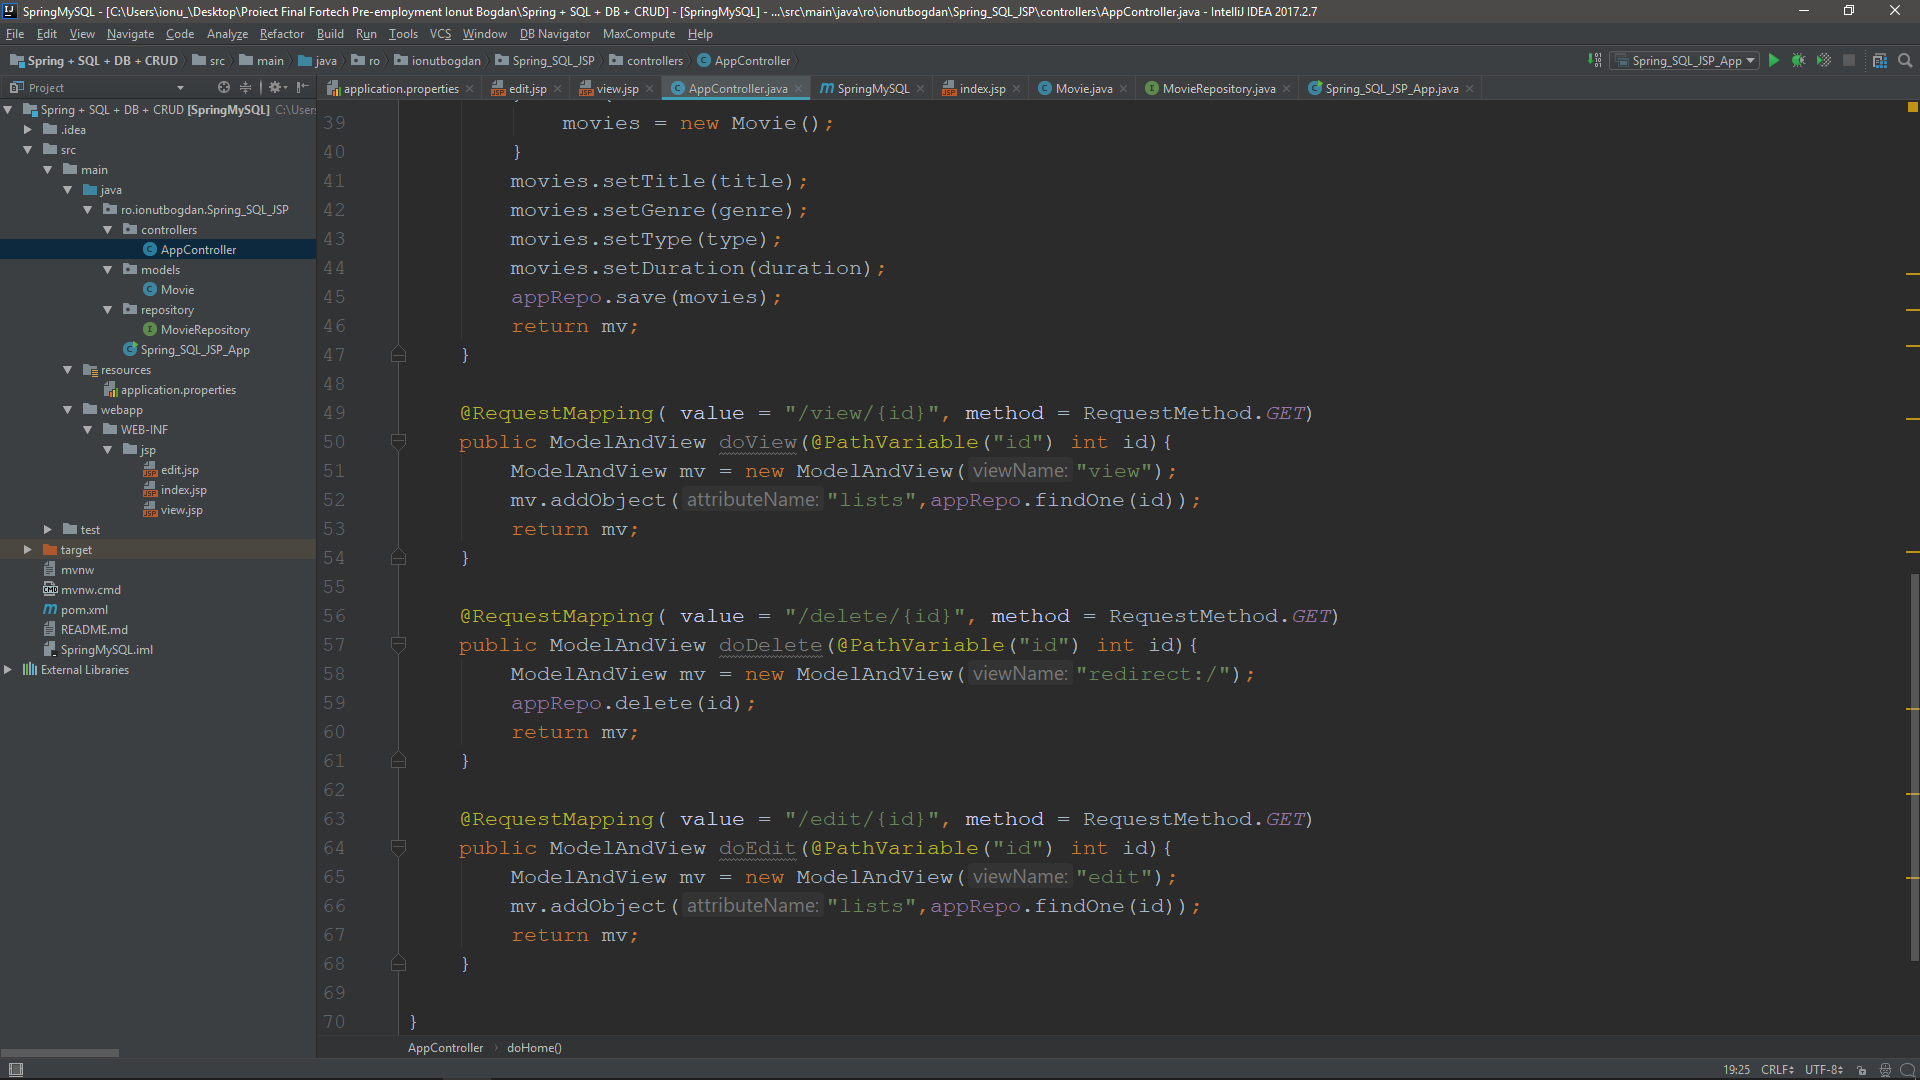 SpringMySQL - [C:\Users\ionu_\Desktop\Proiect Final Fortech Pre-employment Ionut Bogdan\Spring + SQL + DB + CRUD] - [SpringMySQL] - ...\src\main\java\ro\ionutbogdan\Spring_SQL_JSP\controllers\AppController.java - IntelliJ IDEA 2017.2.7
File Edit View Navigate Code Analyze Refactor Build Run Tools VCS Window DB Navigator MaxCompute Help
Spring + SQL + DB + CRUD src main java ro ionutbogdan Spring_SQL_JSP controllers AppController Spring_SQL_JSP_App
Project
application.properties edit.jsp view.jsp AppController.java SpringMySQL index.jsp Movie.java MovieRepository.java Spring_SQL_JSP_App.java
Spring + SQL + DB + CRUD [SpringMySQL] C:\User
.idea
src
main
java
ro.ionutbogdan.Spring_SQL_JSP
controllers
AppController
models
Movie
repository
MovieRepository
Spring_SQL_JSP_App
resources
application.properties
webapp
WEB-INF
jsp
edit.jsp
index.jsp
view.jsp
test
target
mvnw
mvnw.cmd
pom.xml
README.md
SpringMySQL.iml
External Libraries
39 movies = new Movie();
40 }
41 movies.setTitle(title);
42 movies.setGenre(genre);
43 movies.setType(type);
44 movies.setDuration(duration);
45 appRepo.save(movies);
46 return mv;
47 }
48
49 @RequestMapping( value = "/view/{id}", method = RequestMethod.GET)
50 public ModelAndView doView(@PathVariable("id") int id){
51 ModelAndView mv = new ModelAndView( viewName: "view");
52 mv.addObject( attributeName: "lists",appRepo.findOne(id));
53 return mv;
54 }
55
56 @RequestMapping( value = "/delete/{id}", method = RequestMethod.GET)
57 public ModelAndView doDelete(@PathVariable("id") int id){
58 ModelAndView mv = new ModelAndView( viewName: "redirect:/");
59 appRepo.delete(id);
60 return mv;
61 }
62
63 @RequestMapping( value = "/edit/{id}", method = RequestMethod.GET)
64 public ModelAndView doEdit(@PathVariable("id") int id){
65 ModelAndView mv = new ModelAndView( viewName: "edit");
66 mv.addObject( attributeName: "lists",appRepo.findOne(id));
67 return mv;
68 }
69
70 }
AppController doHome()
19:25 CRLF UTF-8